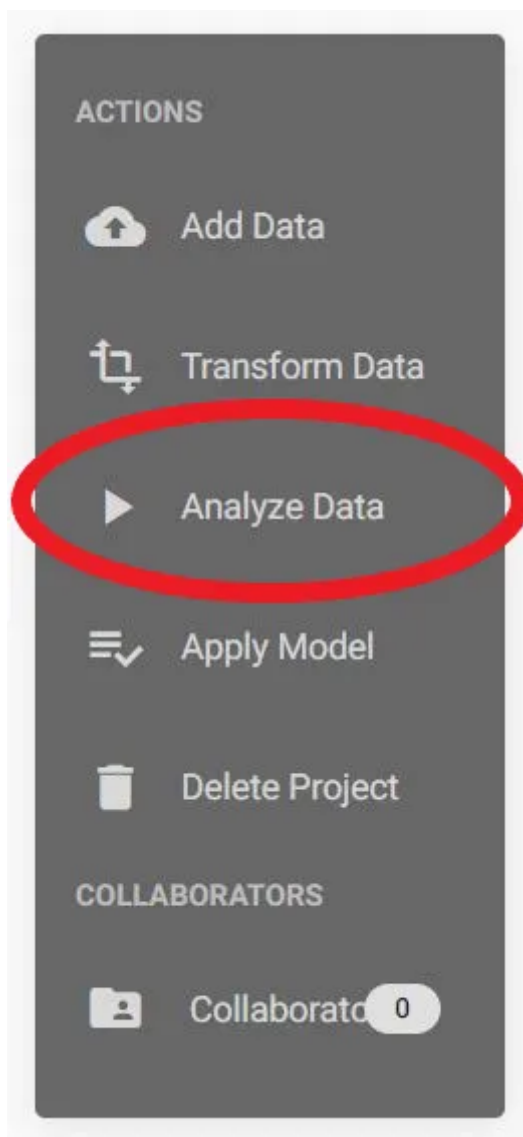 ACTIONS
Add Data
Transform Data
Analyze Data
Apply Model
Delete Project
COLLABORATORS
Collaborato 0